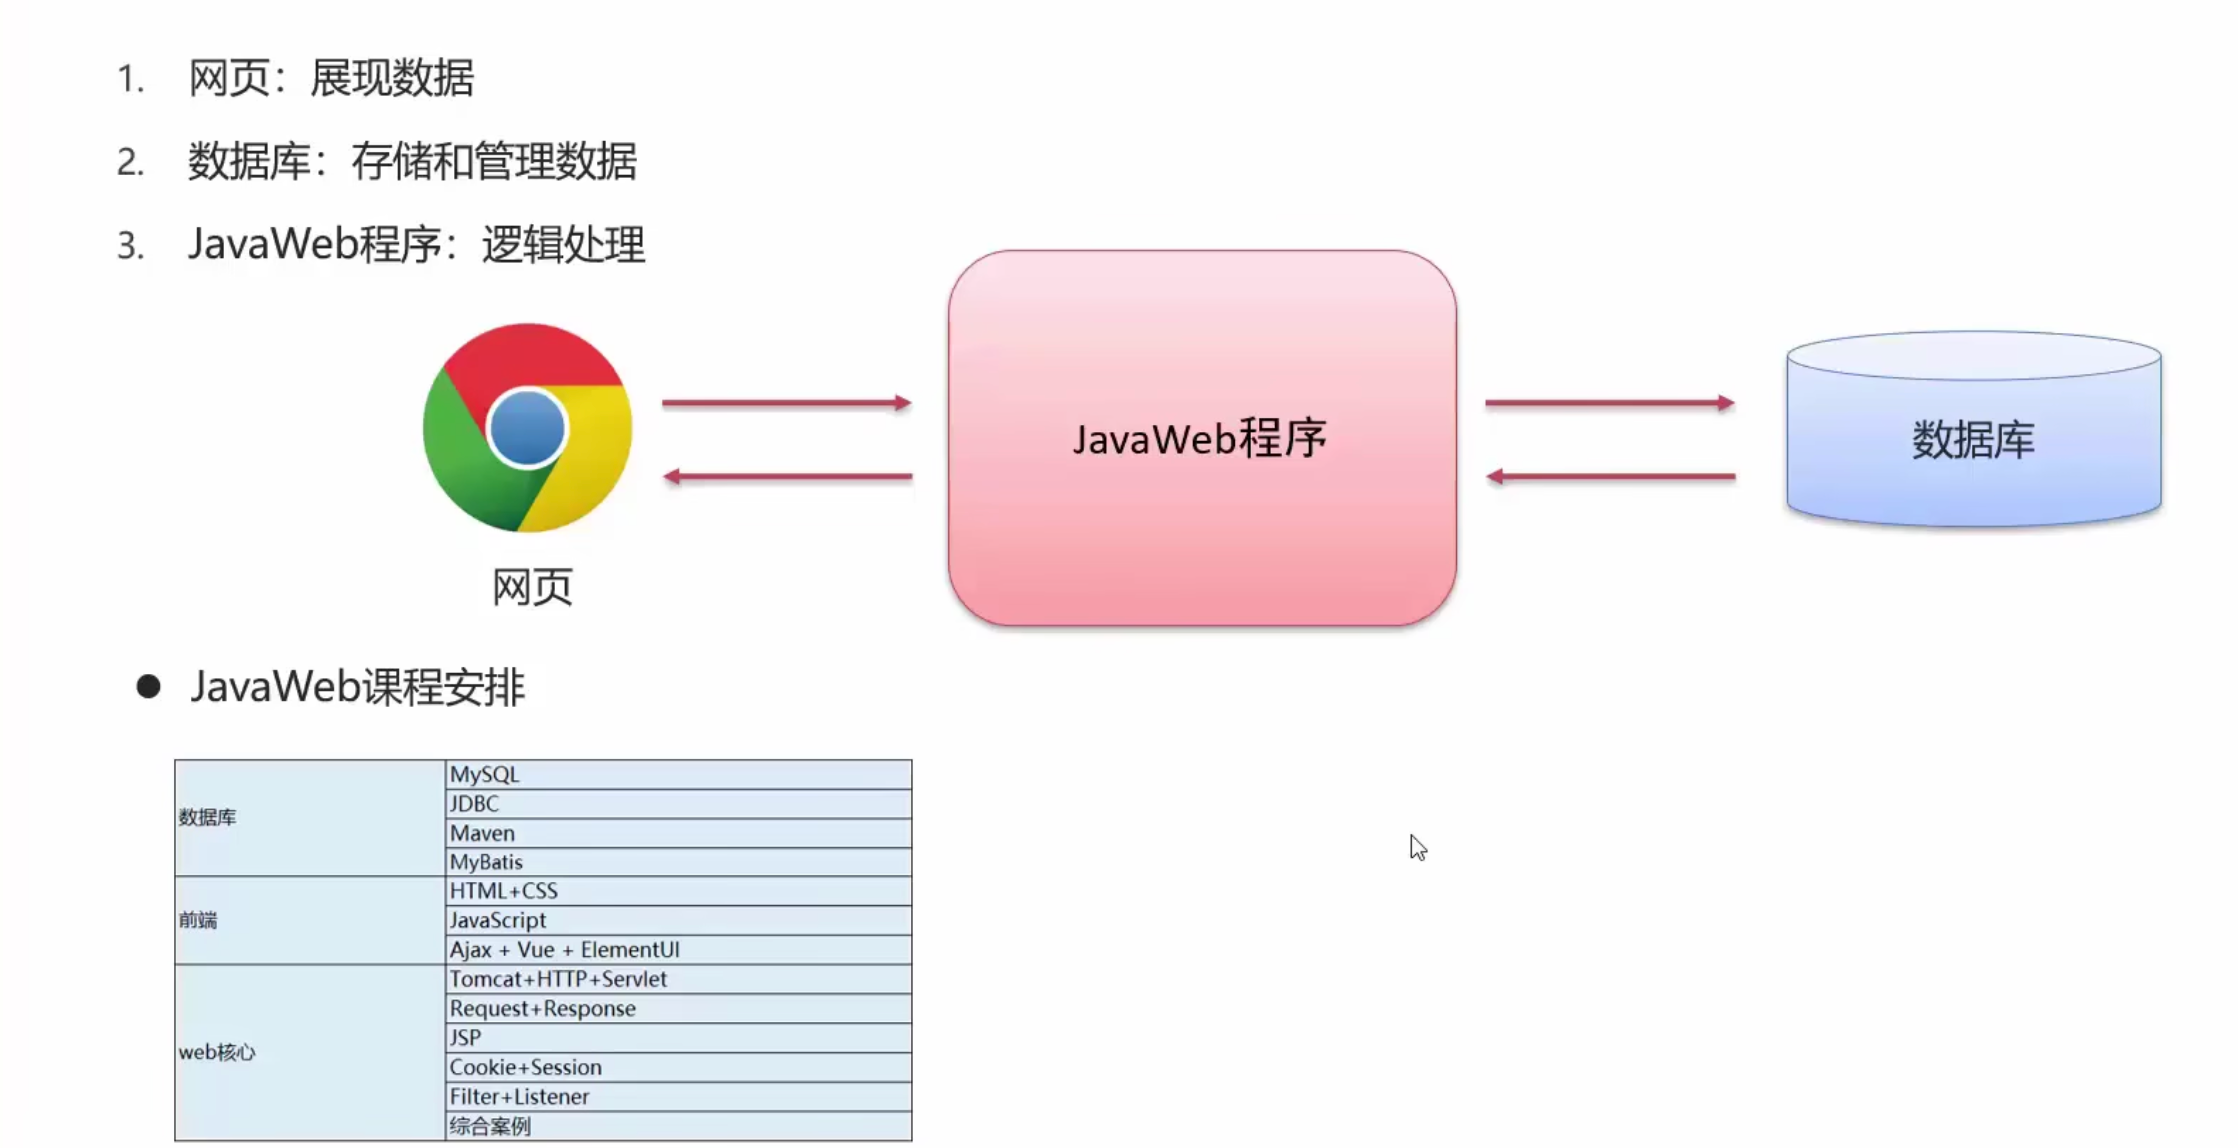 1. 网页：展现数据
2. 数据库：存储和管理数据
3. JavaWeb程序：逻辑处理
JavaWeb程序
数据库
网页
● JavaWeb课程安排
数据库
MySQL
JDBC
Maven
MyBatis
前端
HTML+CSS
JavaScript
Ajax + Vue + ElementUI
web核心
Tomcat+HTTP+Servlet
Request+Response
JSP
Cookie+Session
Filter+Listener
综合案例